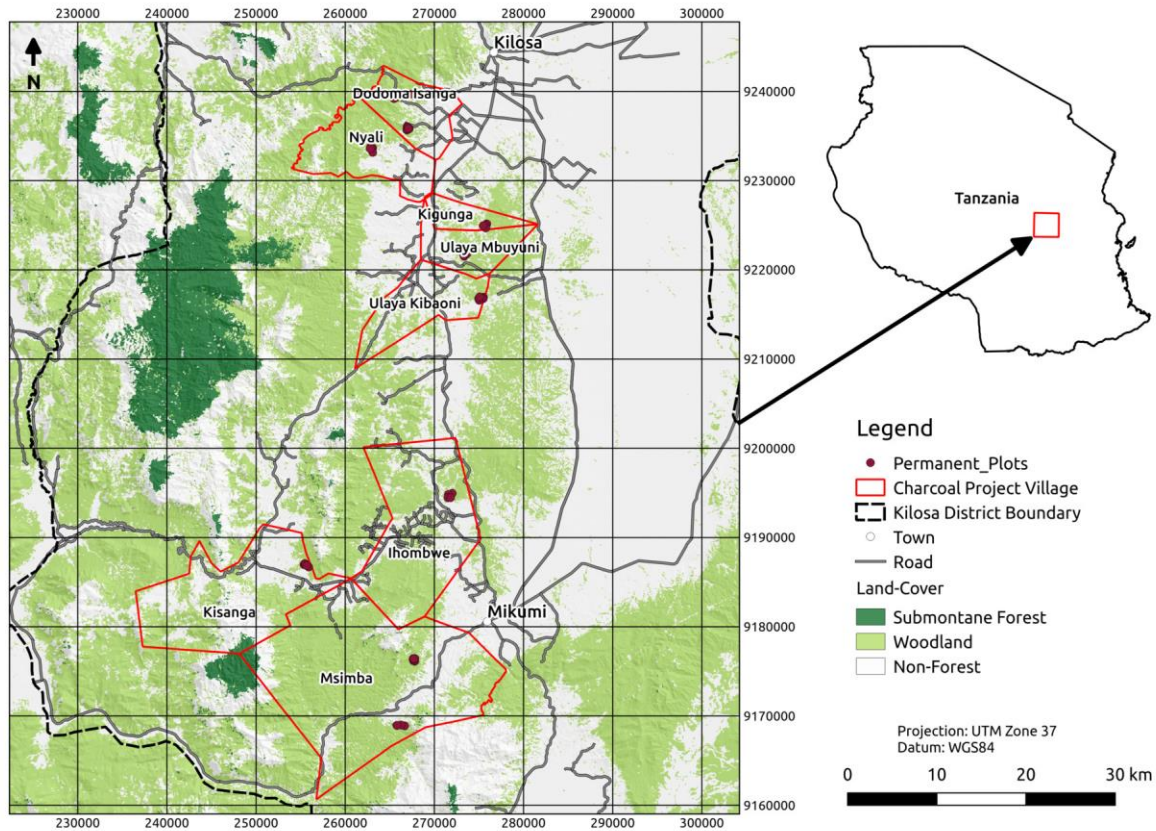 230000 240000 250000 260000 270000 280000 290000 300000
N
Kilosa
Dodoma Isanga
9240000
Nyali
9230000
Kigunga
Ulaya Mbuyuni
9220000
Ulaya Kibaoni
9210000
9200000
Ihombwe
9190000
Kisanga
Mikumi
9180000
Msimba
9170000
9160000
230000 240000 250000 260000 270000 280000 290000 300000
Tanzania
Legend
Permanent_Plots
Charcoal Project Village
Kilosa District Boundary
Town
Road
Land-Cover
Submontane Forest
Woodland
Non-Forest
Projection: UTM Zone 37
Datum: WGS84
0 10 20 30 km